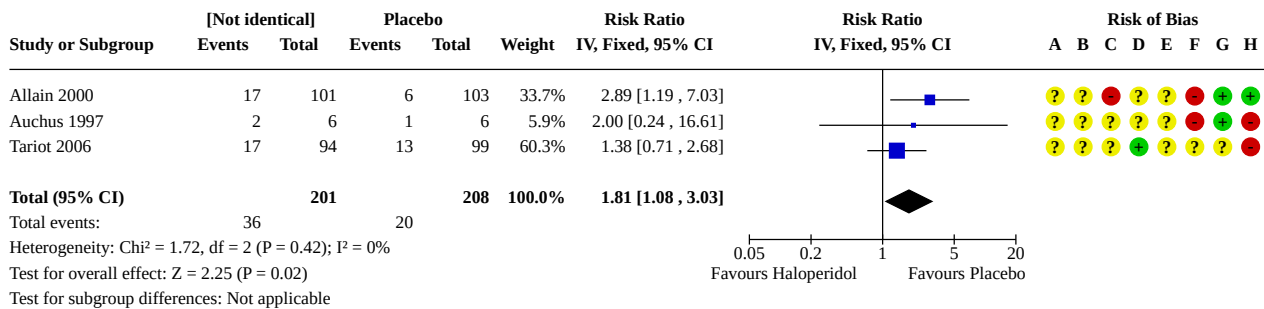 [Not identical] Placebo Risk Ratio Risk Ratio Risk of Bias
Study or Subgroup Events Total Events Total Weight IV, Fixed, 95% CI IV, Fixed, 95% CI A B C D E F G H
Allain 2000 17 101 6 103 33.7% 2.89 [1.19 , 7.03] ? ? - ? ? - + +
Auchus 1997 2 6 1 6 5.9% 2.00 [0.24 , 16.61] ? ? ? ? ? - + -
Tariot 2006 17 94 13 99 60.3% 1.38 [0.71 , 2.68] ? ? ? + ? ? ? -
Total (95% CI) 201 208 100.0% 1.81 [1.08 , 3.03]
Total events: 36 20
Heterogeneity: Chi² = 1.72, df = 2 (P = 0.42); I² = 0%
0.05 0.2 1 5 20
Test for overall effect: Z = 2.25 (P = 0.02) Favours Haloperidol Favours Placebo
Test for subgroup differences: Not applicable